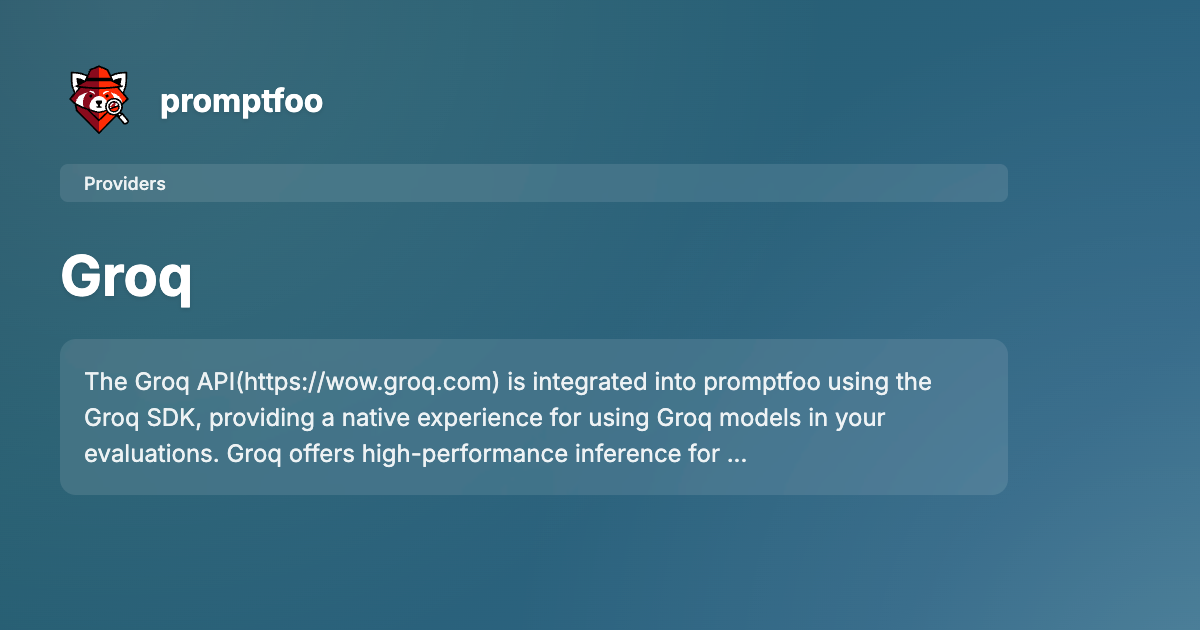 promptfoo
Providers
Groq
The Groq API(https://wow.groq.com) is integrated into promptfoo using the
Groq SDK, providing a native experience for using Groq models in your
evaluations. Groq offers high-performance inference for ...